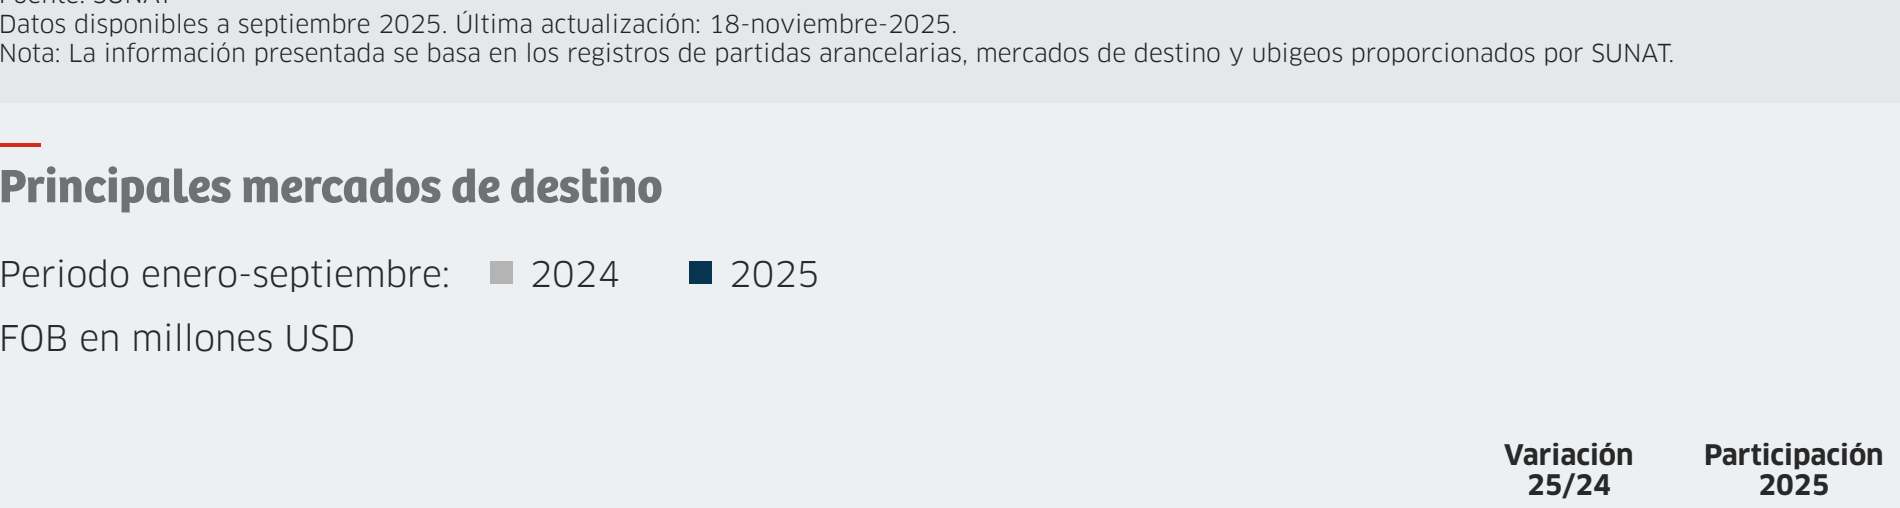 Fuente: SUNAT
Datos disponibles a septiembre 2025. Última actualización: 18-noviembre-2025.
Nota: La información presentada se basa en los registros de partidas arancelarias, mercados de destino y ubigeos proporcionados por SUNAT.
Principales mercados de destino
Periodo enero-septiembre: 2024 2025
FOB en millones USD
Variación Participación
25/24 2025